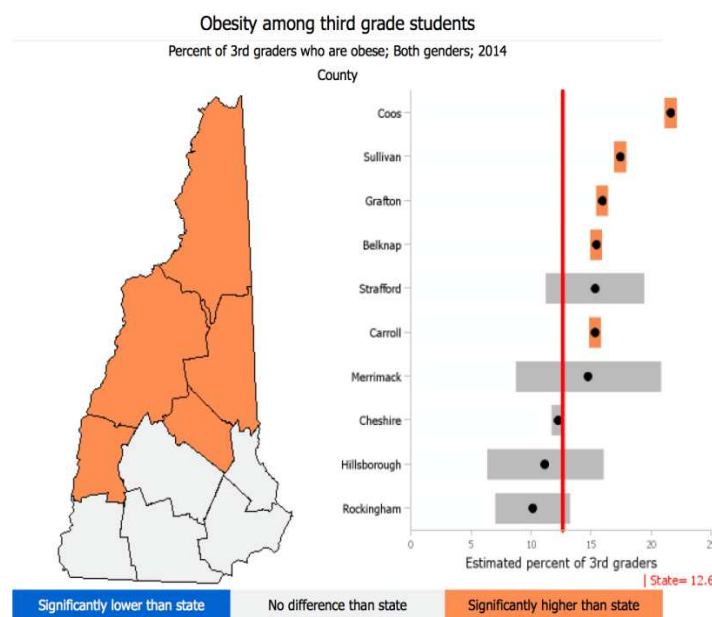 Obesity among third grade students
Percent of 3rd graders who are obese; Both genders; 2014
County
Coos
Sullivan
Grafton
Belknap
Strafford
Carroll
Merrimack
Cheshire
Hillsborough
Rockingham
0 5 10 15 20 25
Estimated percent of 3rd graders
| State= 12.6
Significantly lower than state
No difference than state
Significantly higher than state